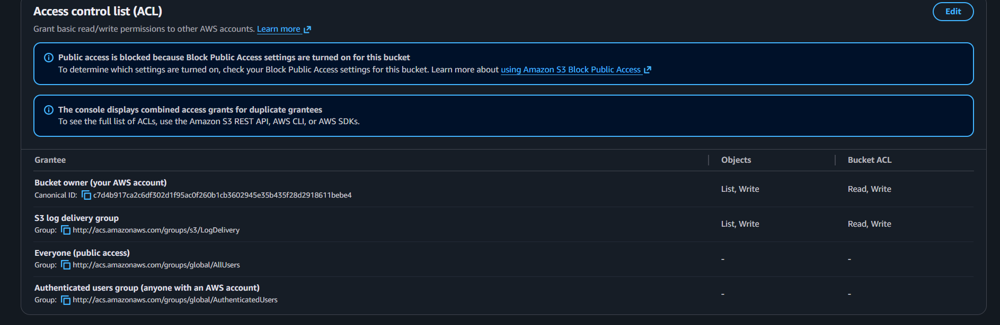 Access control list (ACL)
Edit
Grant basic read/write permissions to other AWS accounts. Learn more
Public access is blocked because Block Public Access settings are turned on for this bucket
To determine which settings are turned on, check your Block Public Access settings for this bucket. Learn more about using Amazon S3 Block Public Access
The console displays combined access grants for duplicate grantees
To see the full list of ACLs, use the Amazon S3 REST API, AWS CLI, or AWS SDKs.
Grantee | Objects | Bucket ACL
Bucket owner (your AWS account)
Canonical ID: c7d4b917ca2c6df302d1f95ac0f260b1cb3602945e35b435f28d2918611bebe4
List, Write
Read, Write
S3 log delivery group
Group: http://acs.amazonaws.com/groups/s3/LogDelivery
List, Write
Read, Write
Everyone (public access)
Group: http://acs.amazonaws.com/groups/global/AllUsers
-
-
Authenticated users group (anyone with an AWS account)
Group: http://acs.amazonaws.com/groups/global/AuthenticatedUsers
-
-